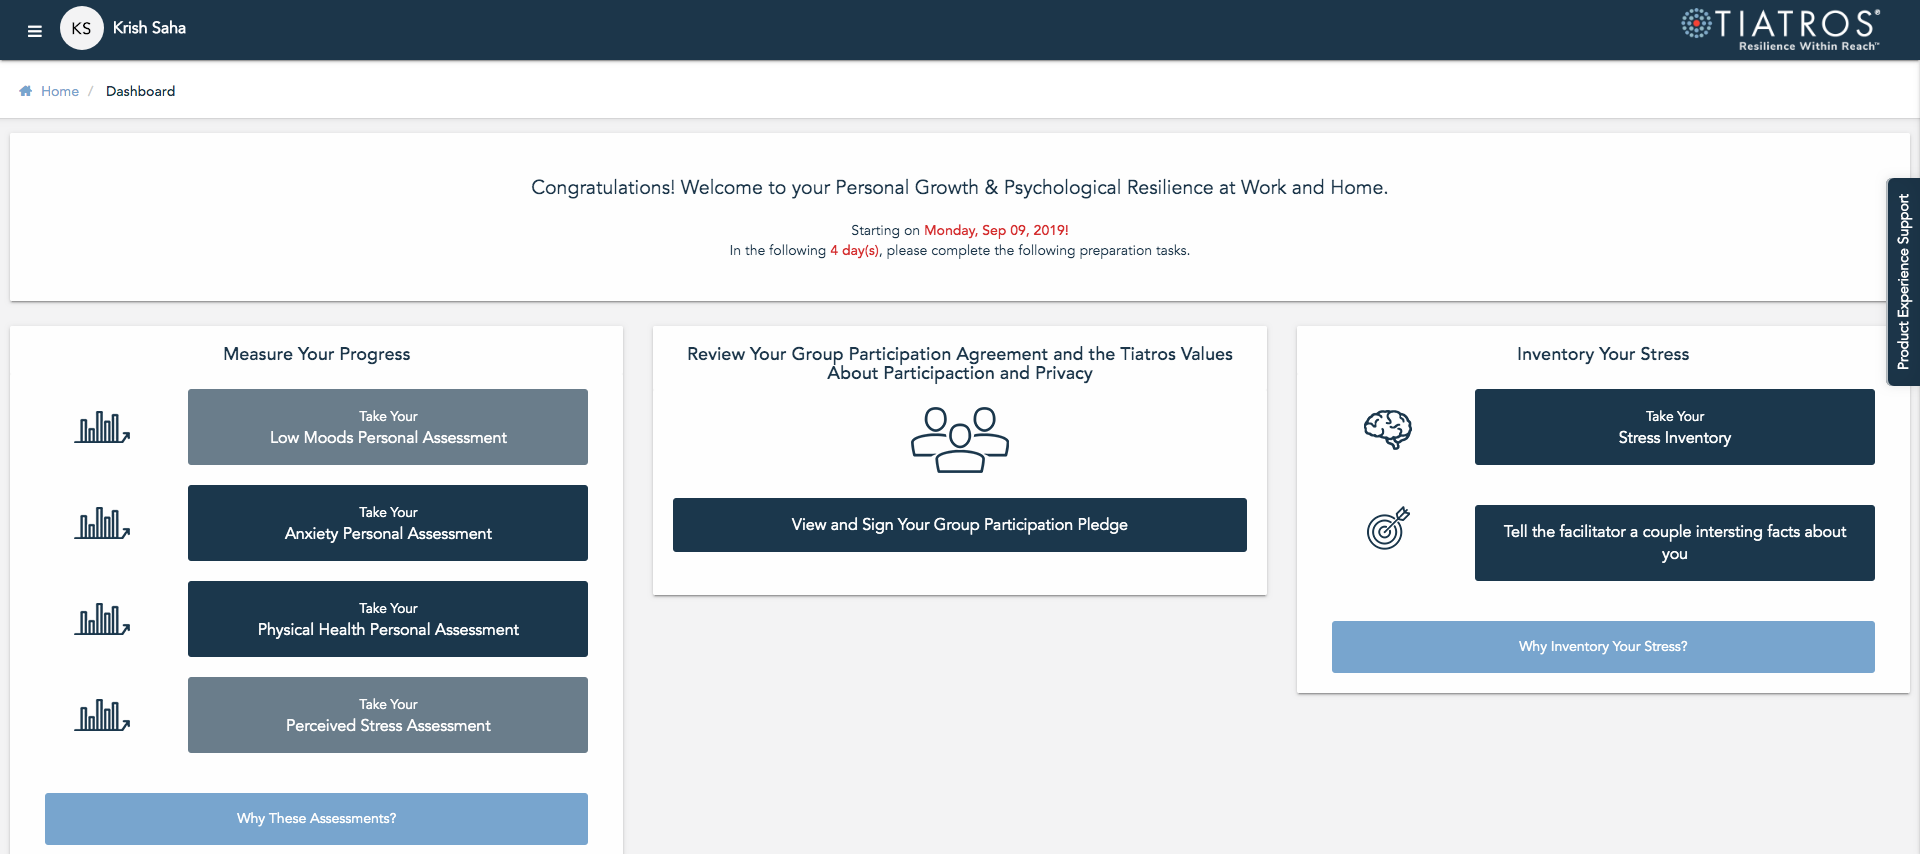 KS
Krish Saha
TIATROS®
Resilience Within Reach™
Home / Dashboard
Congratulations! Welcome to your Personal Growth & Psychological Resilience at Work and Home.
Starting on Monday, Sep 09, 2019!
In the following 4 day(s), please complete the following preparation tasks.
Product Experience Support
Measure Your Progress
Take Your
Low Moods Personal Assessment
Take Your
Anxiety Personal Assessment
Take Your
Physical Health Personal Assessment
Take Your
Perceived Stress Assessment
Why These Assessments?
Review Your Group Participation Agreement and the Tiatros Values
About Participaction and Privacy
View and Sign Your Group Participation Pledge
Inventory Your Stress
Take Your
Stress Inventory
Tell the facilitator a couple intersting facts about
you
Why Inventory Your Stress?